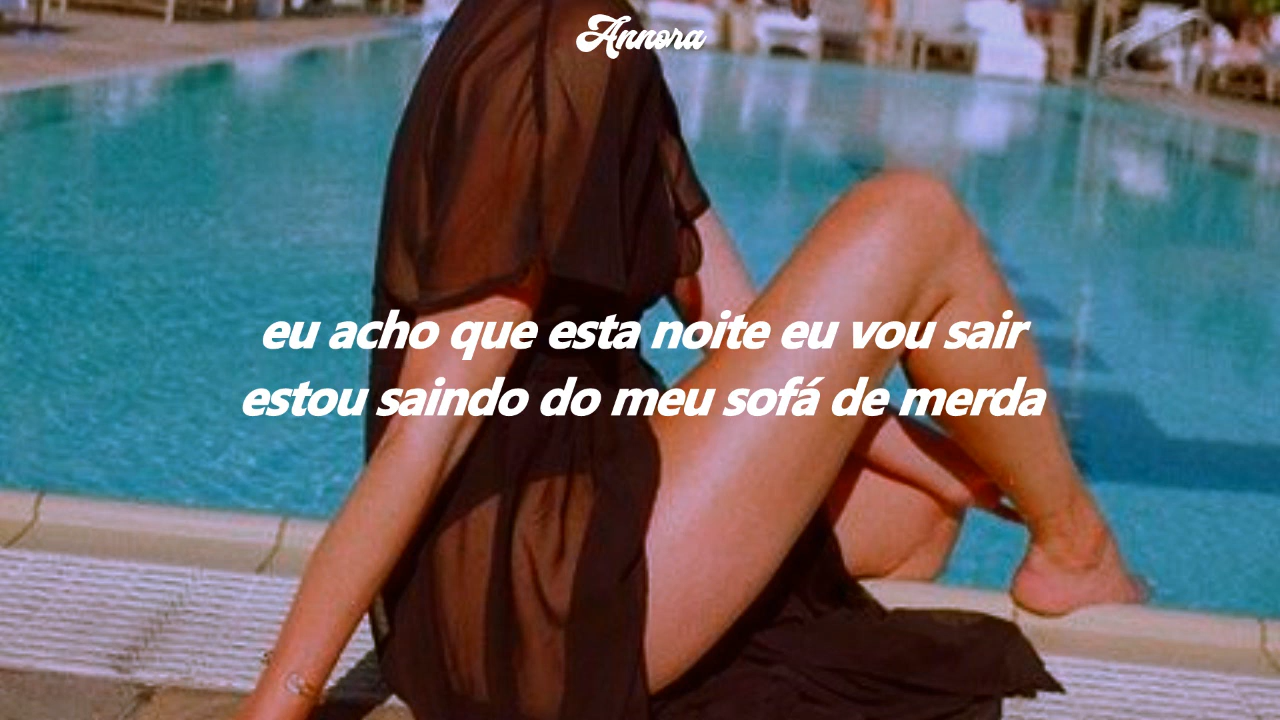 Annora
eu acho que esta noite eu vou sair
estou saindo do meu sofá de merda